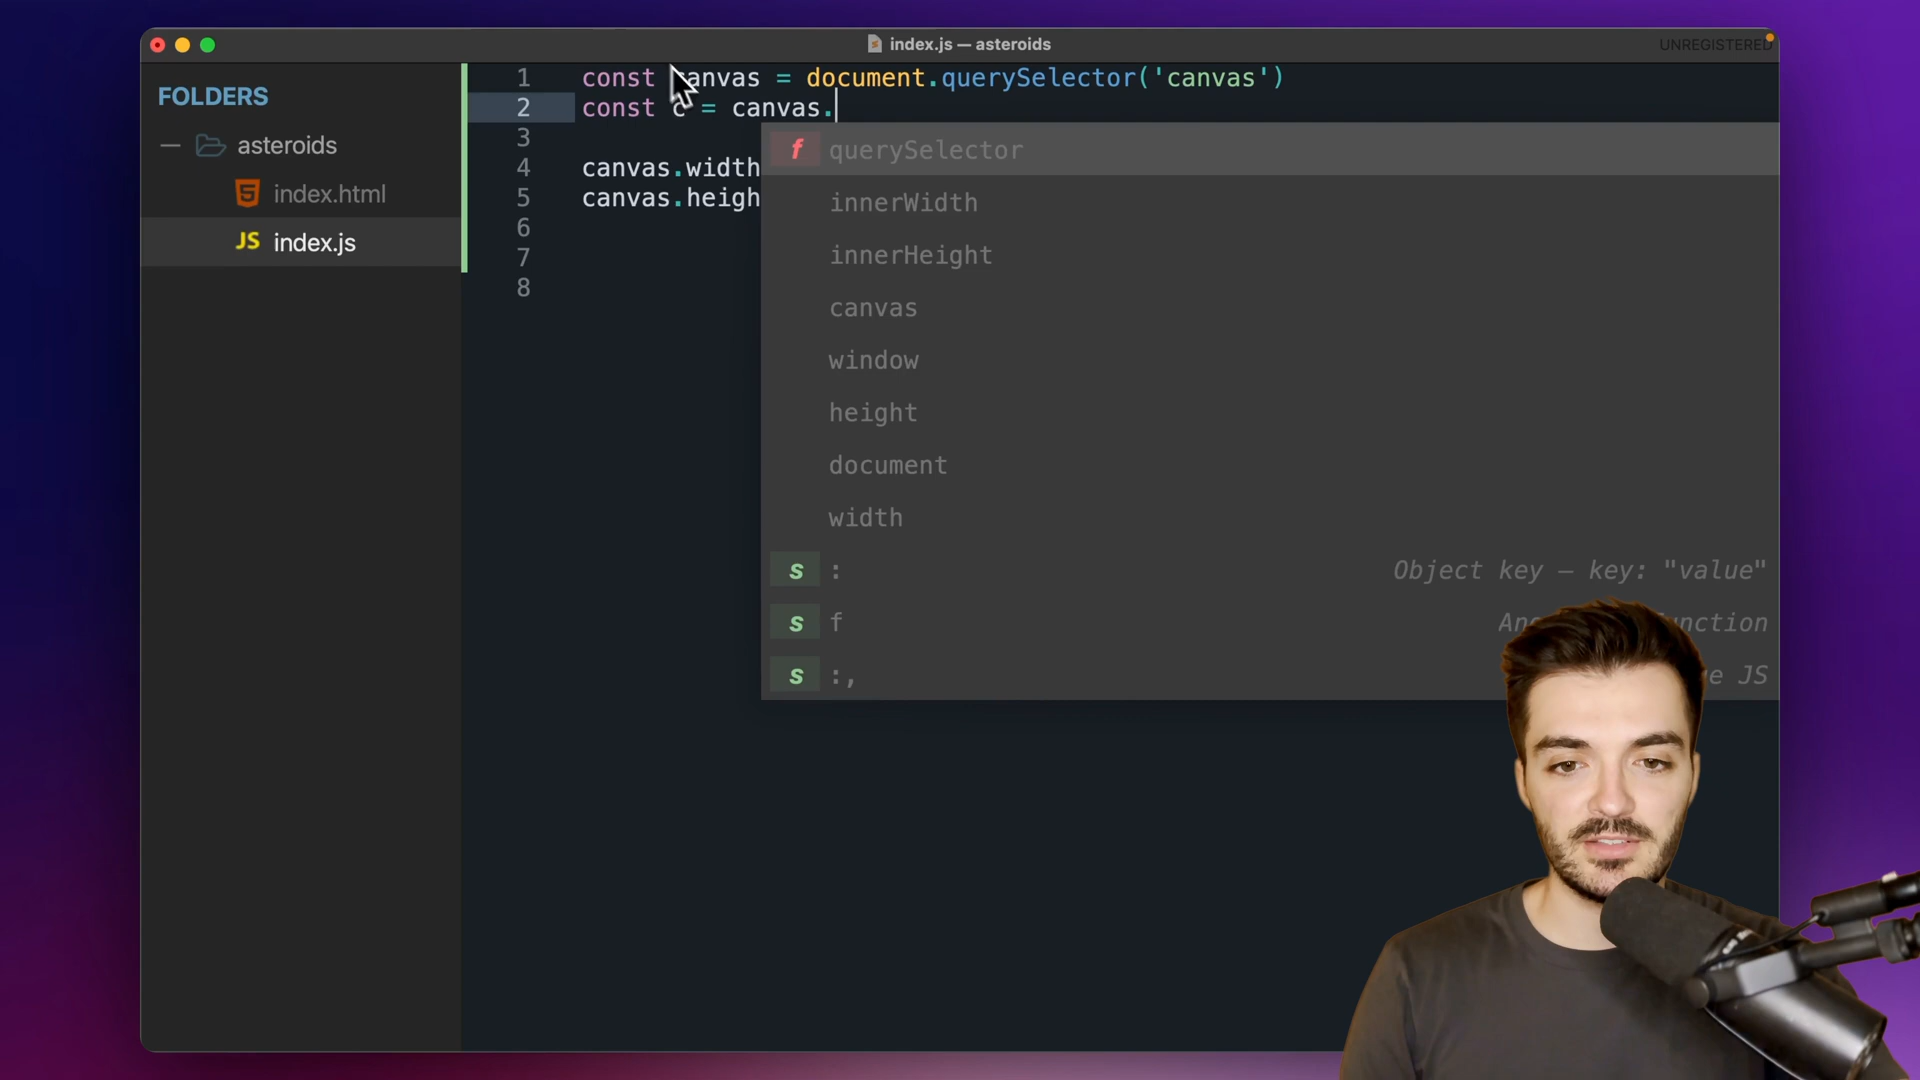 index.js — asteroids
UNREGISTERED
FOLDERS
asteroids
index.html
JS index.js
1 const canvas = document.querySelector('canvas')
2 const c = canvas.
3
4 canvas.width
5 canvas.heigh
6
7
8
f querySelector
innerWidth
innerHeight
canvas
window
height
document
width
s : Object key — key: "value"
s f
s :, JS